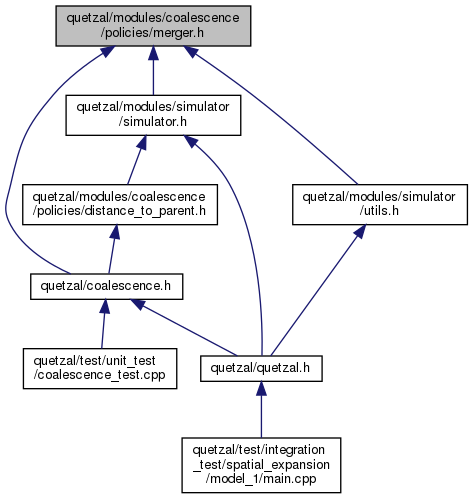 quetzal/modules/coalescence
/policies/merger.h
quetzal/modules/simulator
/simulator.h
quetzal/modules/coalescence
/policies/distance_to_parent.h
quetzal/modules/simulator
/utils.h
quetzal/coalescence.h
quetzal/test/unit_test
/coalescence_test.cpp
quetzal/quetzal.h
quetzal/test/integration
_test/spatial_expansion
/model_1/main.cpp